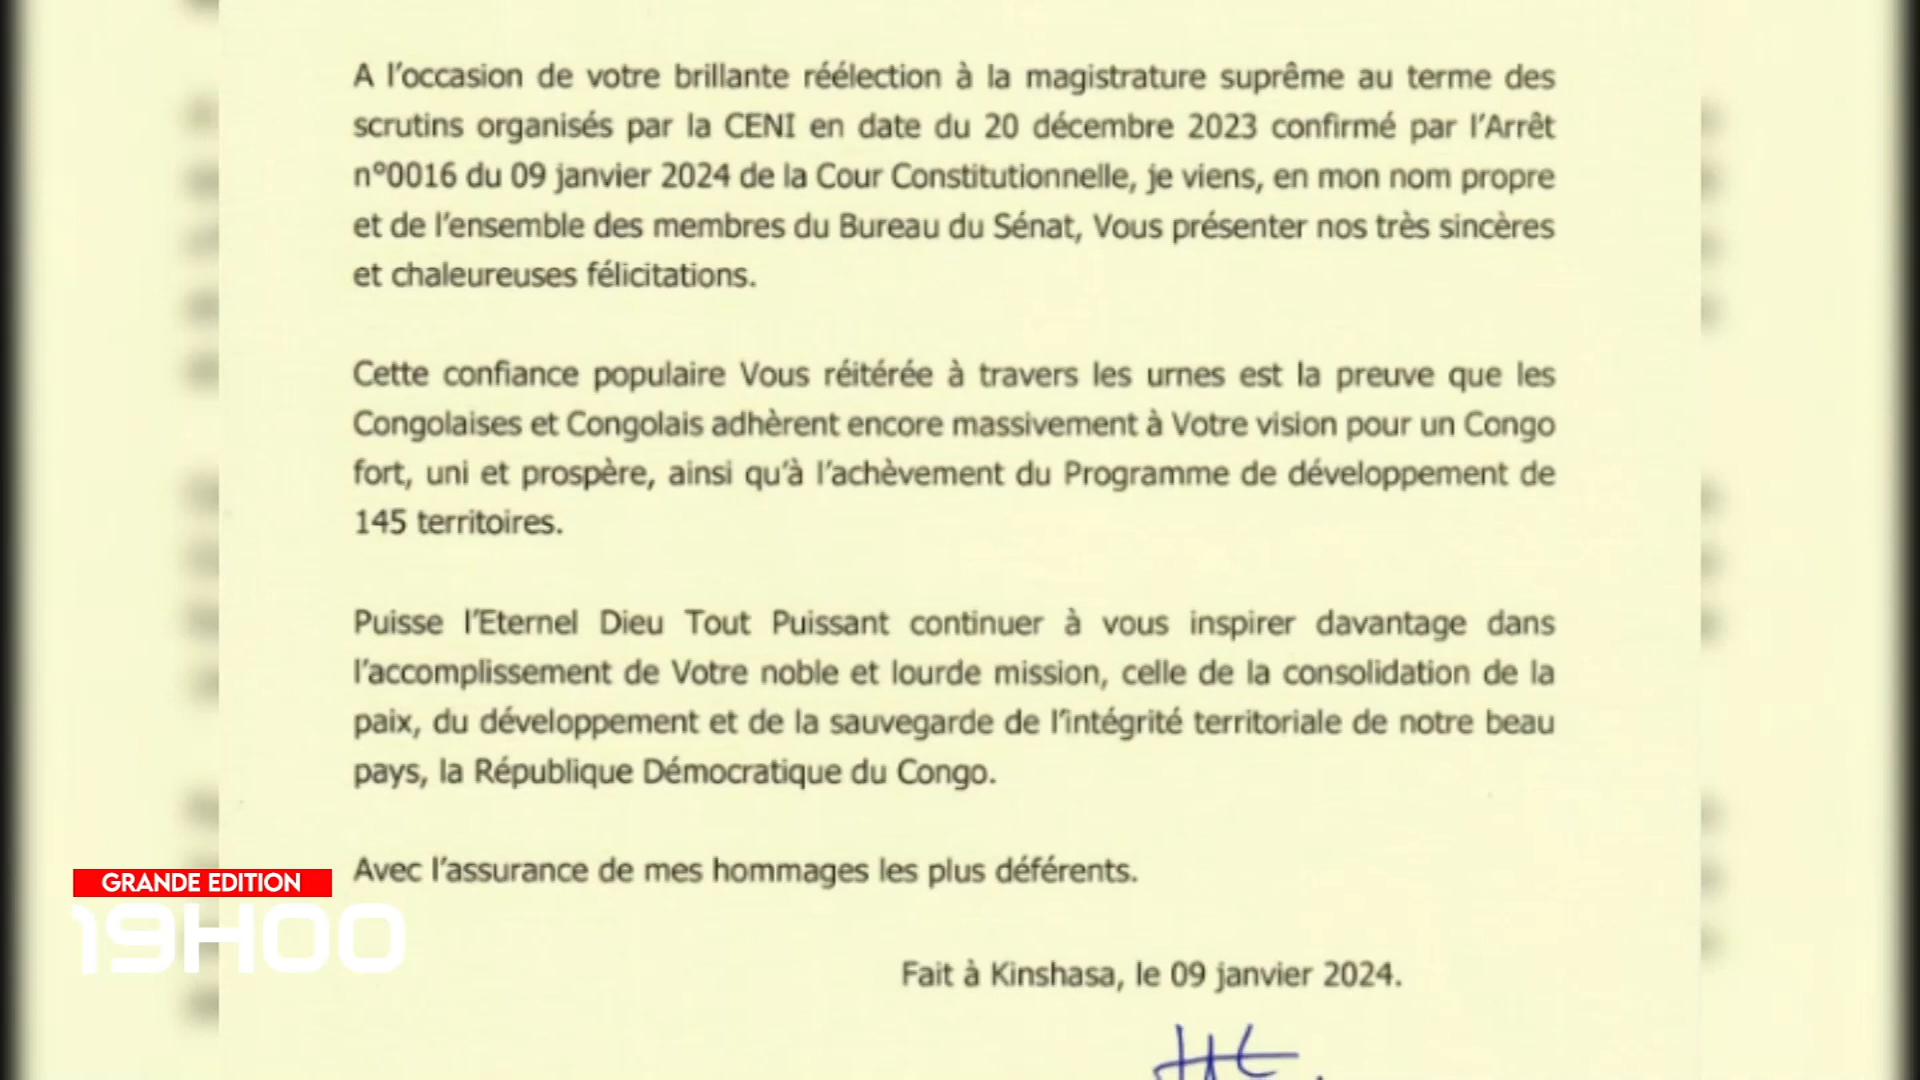 A l'occasion de votre brillante réélection à la magistrature suprême au terme des
scrutins organisés par la CENI en date du 20 décembre 2023 confirmé par l'Arrêt
n°0016 du 09 janvier 2024 de la Cour Constitutionnelle, je viens, en mon nom propre
et de l'ensemble des membres du Bureau du Sénat, Vous présenter nos très sincères
et chaleureuses félicitations.
Cette confiance populaire Vous réitérée à travers les urnes est la preuve que les
Congolaises et Congolais adhèrent encore massivement à Votre vision pour un Congo
fort, uni et prospère, ainsi qu'à l'achèvement du Programme de développement de
145 territoires.
Puisse l'Eternel Dieu Tout Puissant continuer à vous inspirer davantage dans
l'accomplissement de Votre noble et lourde mission, celle de la consolidation de la
paix, du développement et de la sauvegarde de l'intégrité territoriale de notre beau
pays, la République Démocratique du Congo.
Avec l'assurance de mes hommages les plus déférents.
GRANDE EDITION
19H00
Fait à Kinshasa, le 09 janvier 2024.